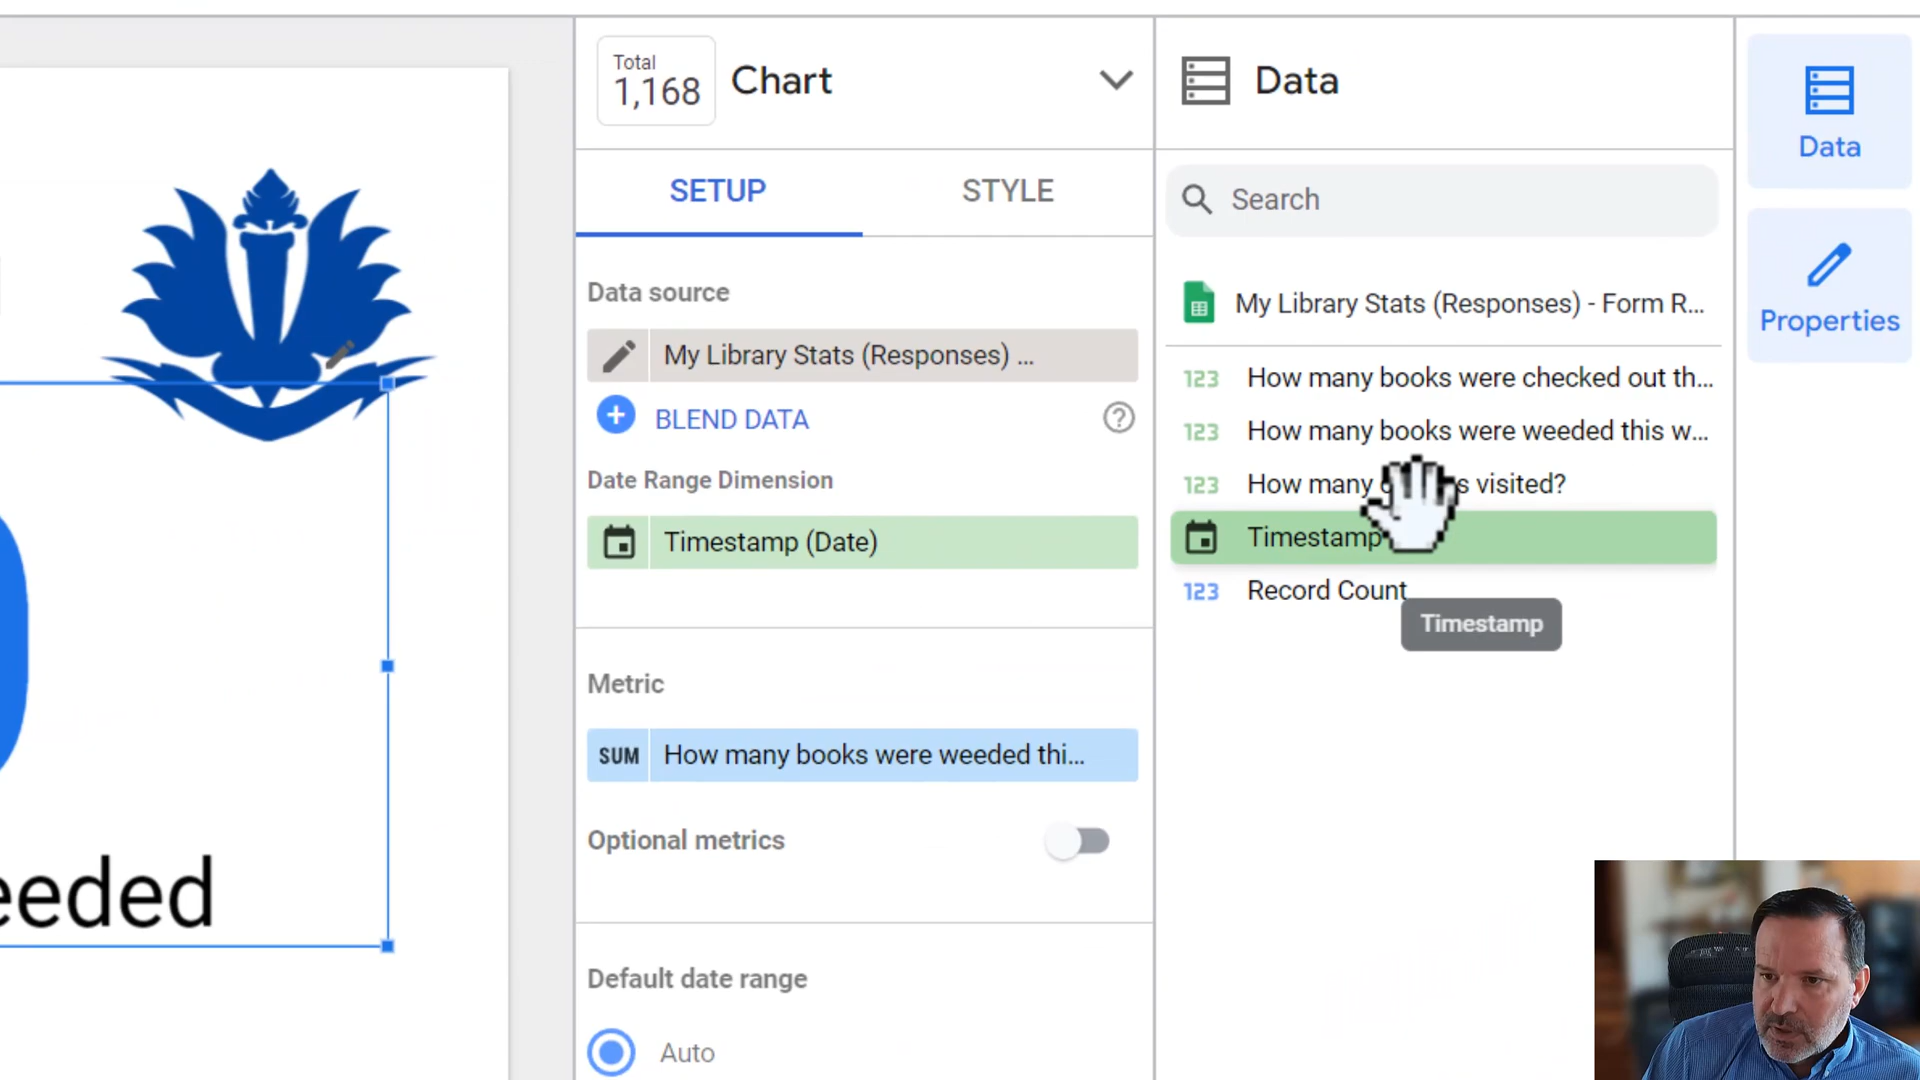 Total
1,168
Chart
Data
SETUP
STYLE
Search
Data source
My Library Stats (Responses) ...
BLEND DATA
Date Range Dimension
Timestamp (Date)
Metric
SUM
How many books were weeded thi...
Optional metrics
Default date range
Auto
My Library Stats (Responses) - Form R...
123 How many books were checked out th...
123 How many books were weeded this w...
123 How many visited?
Timestamp
123 Record Count
Timestamp
Data
Properties
eeded